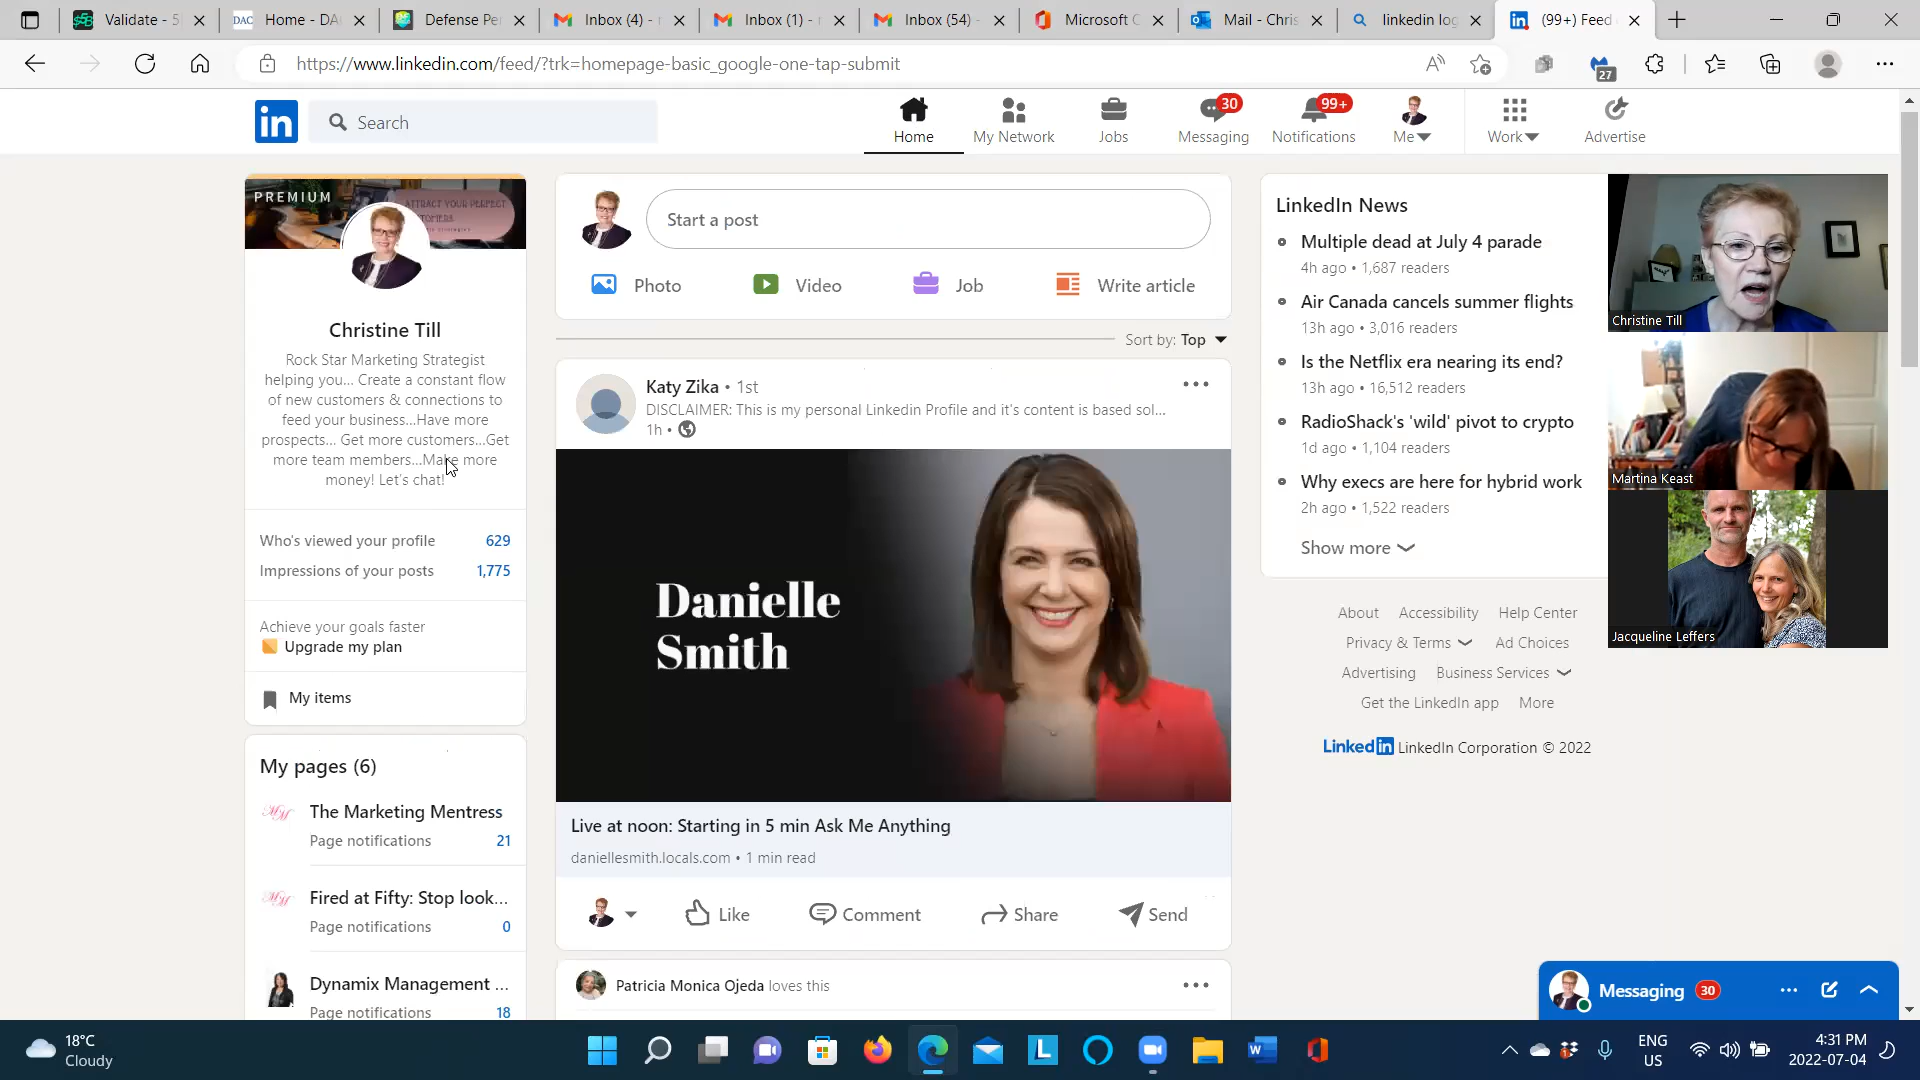 Validate - 5
DAC
Home - DA
Defense Pe
Inbox (4) -
Inbox (1) -
Inbox (54) -
Microsoft
Mail - Chris
linkedin log
in
(99+) Feed
https://www.linkedin.com/feed/?trk=homepage-basic_google-one-tap-submit
27
in
Search
Home
My Network
Jobs
30
Messaging
99+
Notifications
Me
Work
Advertise
PREMIUM
ATTRACT YOUR PERFECT
Christine Till
Rock Star Marketing Strategist
helping you... Create a constant flow
of new customers & connections to
feed your business...Have more
prospects... Get more customers...Get
more team members...Make more
money! Let's chat!
Who's viewed your profile 629
Impressions of your posts 1,775
Achieve your goals faster
Upgrade my plan
My items
My pages (6)
The Marketing Mentress
Page notifications 21
Fired at Fifty: Stop look...
Page notifications 0
Dynamix Management ...
Page notifications 18
Start a post
Photo
Video
Job
Write article
Sort by: Top
Katy Zika • 1st
DISCLAIMER: This is my personal Linkedin Profile and it's content is based sol...
1h •
Danielle
Smith
Live at noon: Starting in 5 min Ask Me Anything
daniellesmith.locals.com • 1 min read
Like
Comment
Share
Send
Patricia Monica Ojeda loves this
LinkedIn News
Multiple dead at July 4 parade
4h ago • 1,687 readers
Air Canada cancels summer flights
13h ago • 3,016 readers
Is the Netflix era nearing its end?
13h ago • 16,512 readers
RadioShack's 'wild' pivot to crypto
1d ago • 1,104 readers
Why execs are here for hybrid work
2h ago • 1,522 readers
Show more
About Accessibility Help Center
Privacy & Terms Ad Choices
Advertising Business Services
Get the LinkedIn app More
LinkedIn LinkedIn Corporation © 2022
Christine Till
Martina Keast
Jacqueline Leffers
Messaging 30
18°C
Cloudy
L
W
ENG
US
4:31 PM
2022-07-04